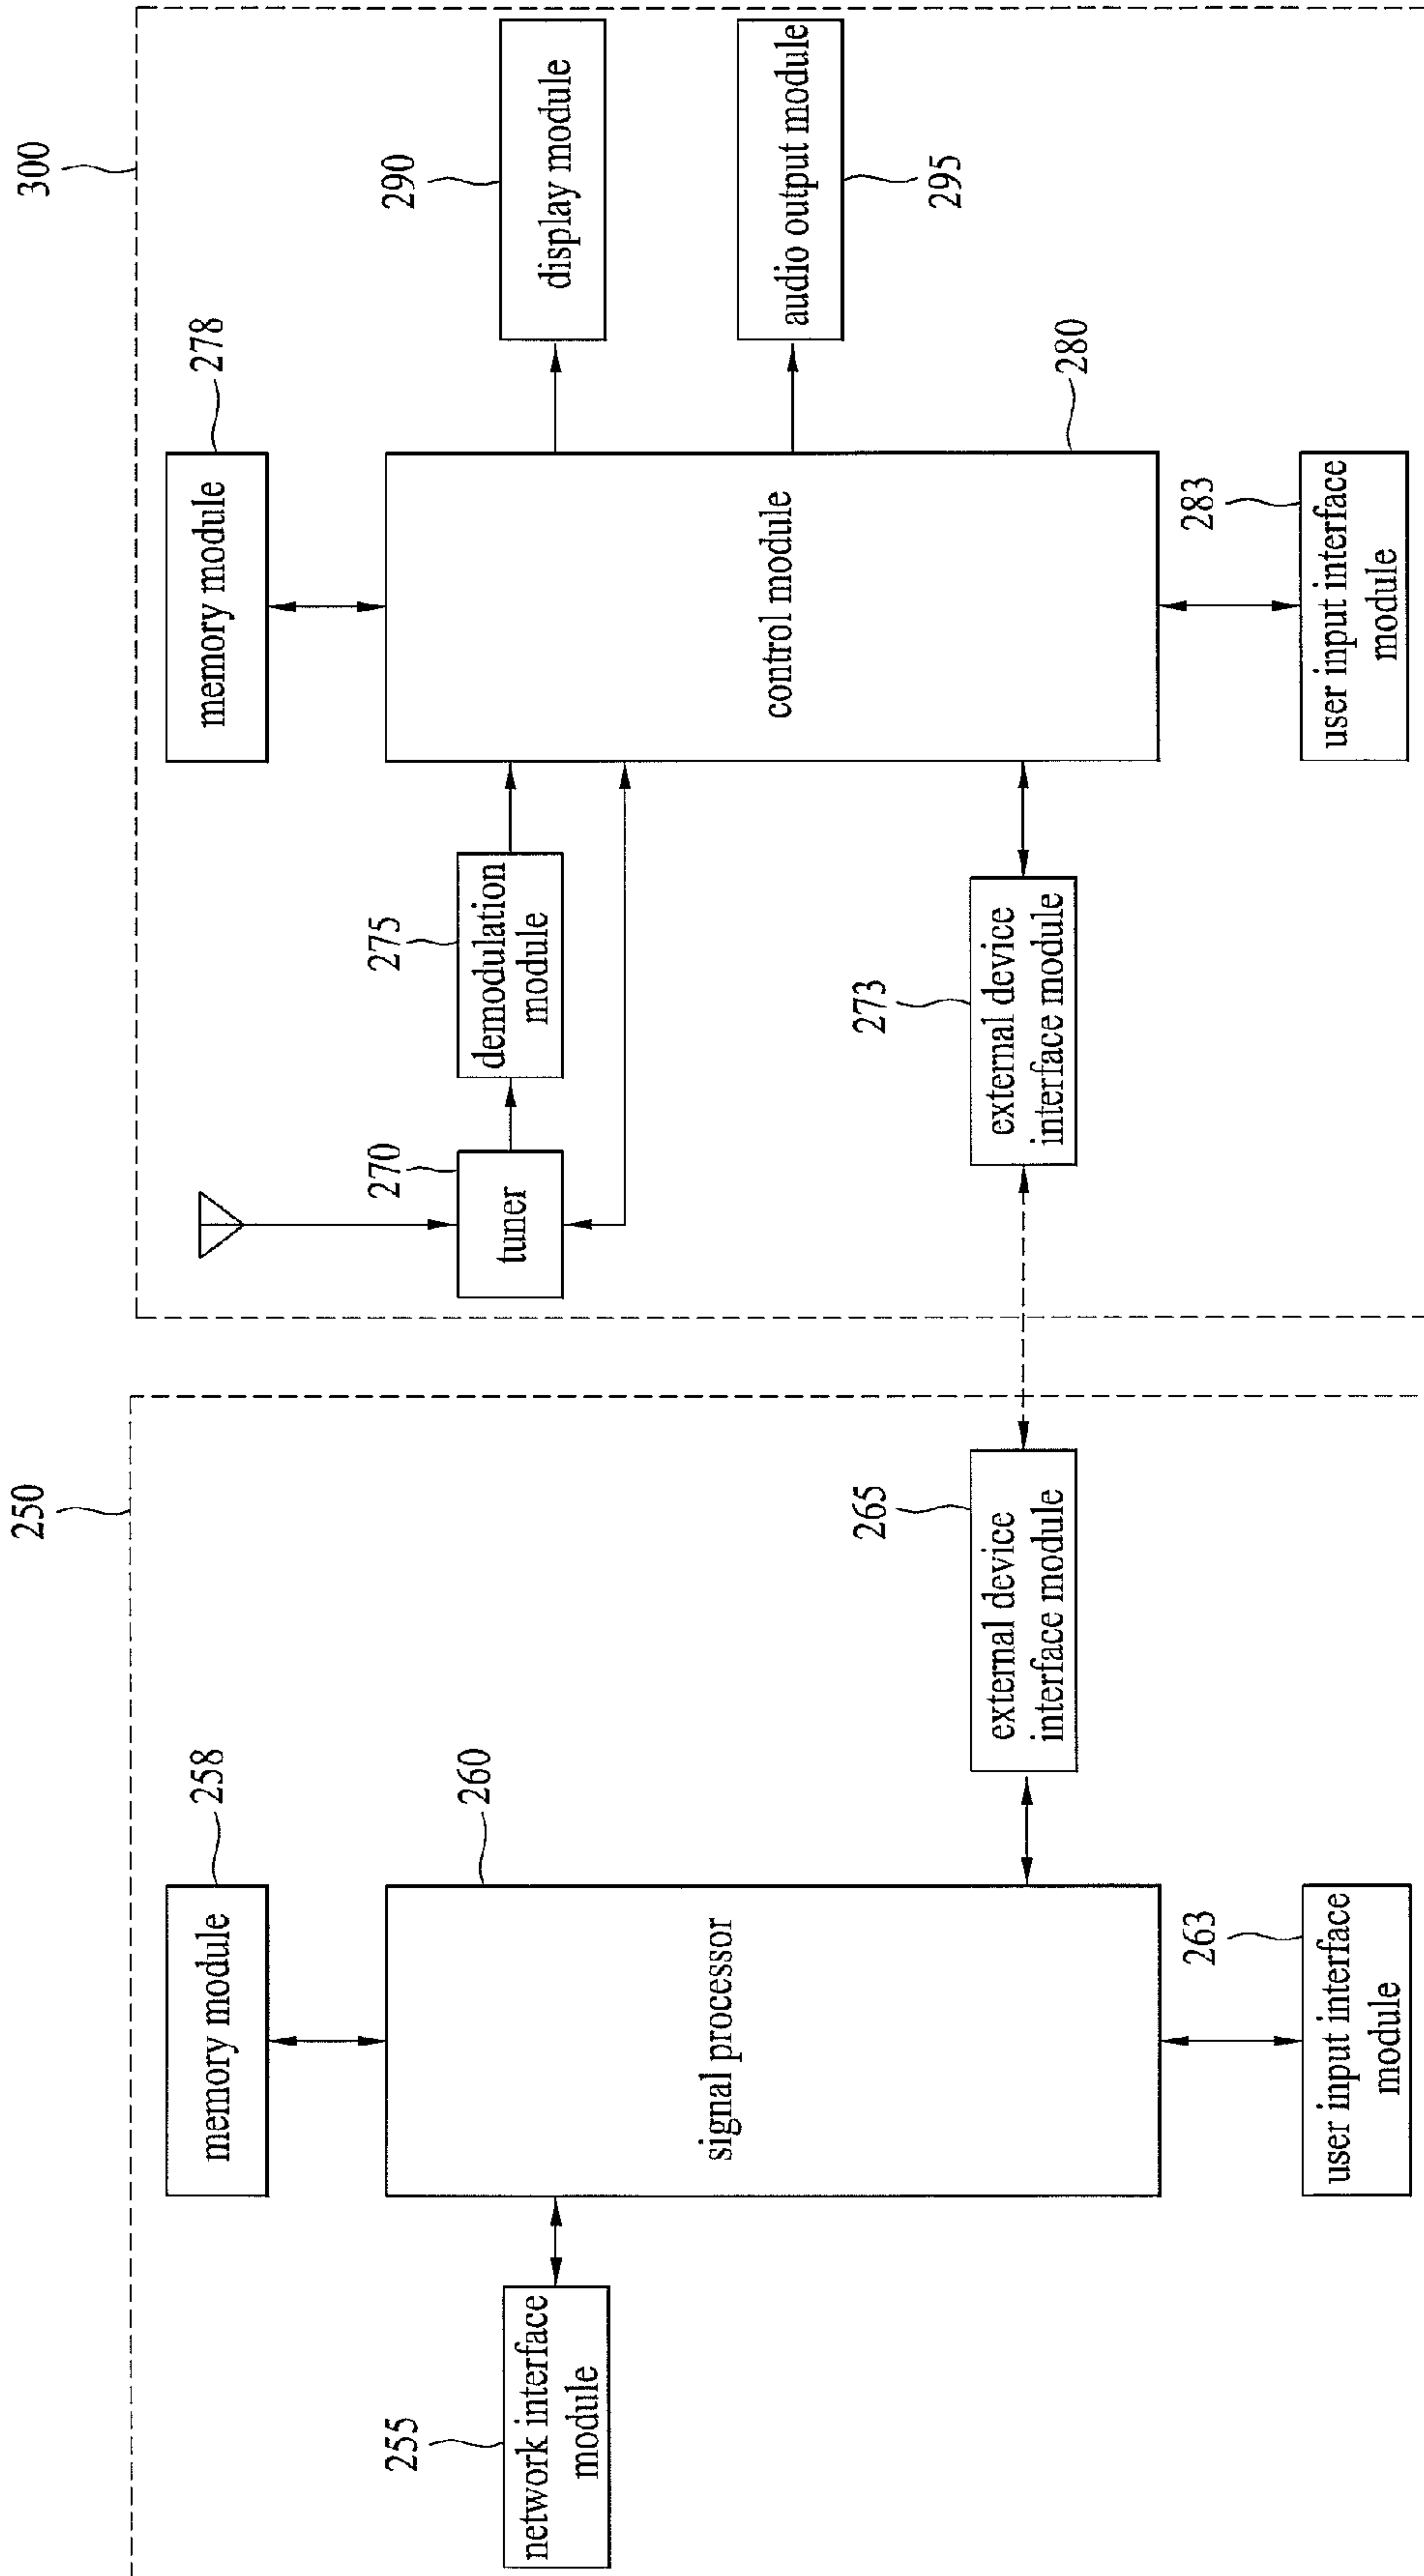 250
258
memory module
260
signal processor
255
network interface
module
265
external device
interface module
263
user input interface
module
300
278
memory module
270
tuner
275
demodulation
module
280
control module
290
display module
audio output module
295
273
external device
interface module
283
user input interface
module